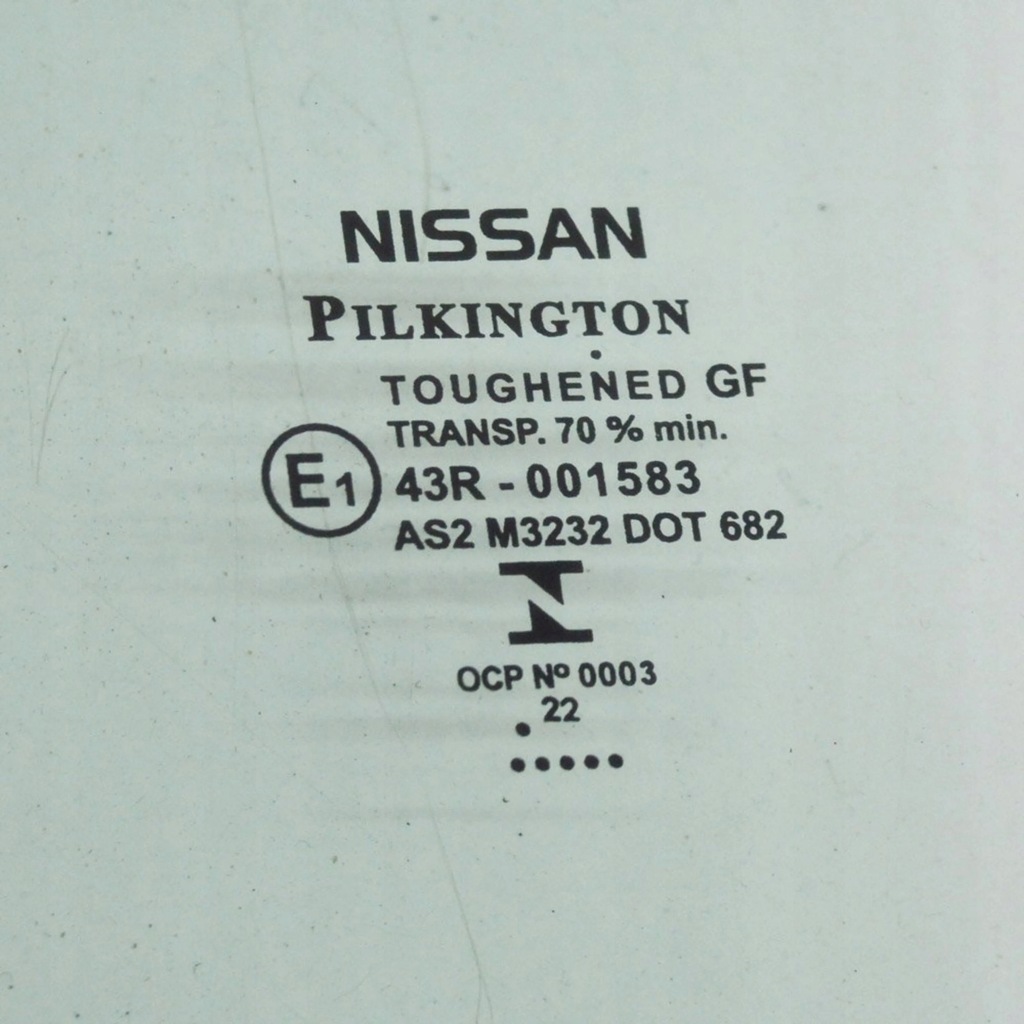 NISSAN
PILKINGTON
TOUGHENED GF
TRANSP. 70 % min.
E1
43R - 001583
AS2 M3232 DOT 682
OCP Nº 0003
22